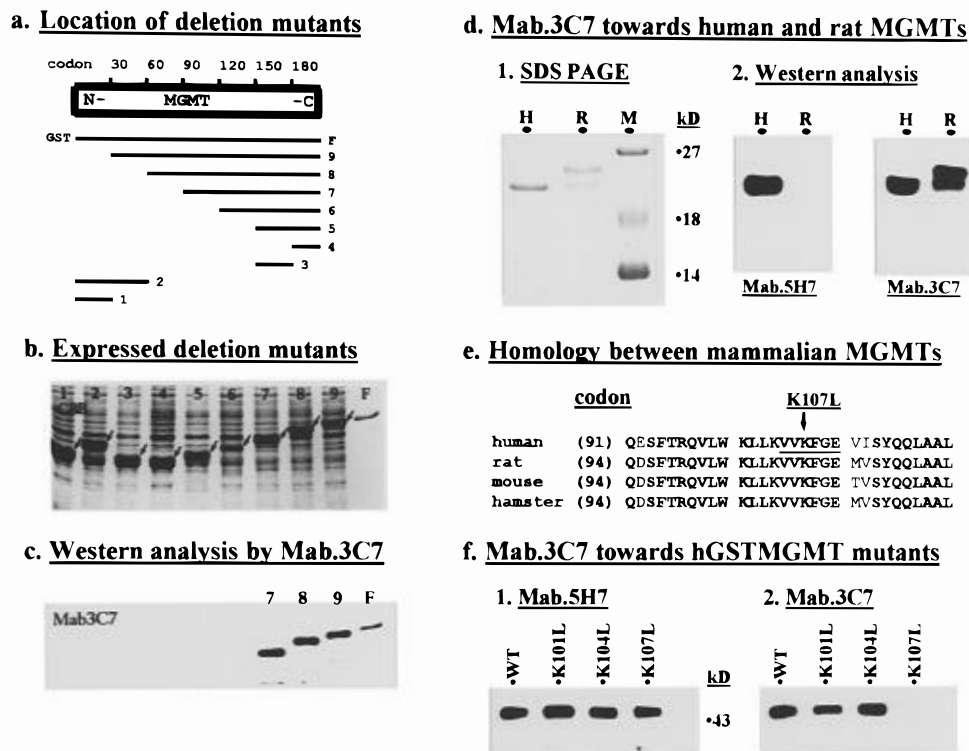 a. Location of deletion mutants
codon 30 60 90 120 150 180
N- MGMT -C
GST F
9
8
7
6
5
4
3
2
1
b. Expressed deletion mutants
1 2 3 4 5 6 7 8 9 F
c. Western analysis by Mab.3C7
7 8 9 F
Mab3C7
d. Mab.3C7 towards human and rat MGMTs
1. SDS PAGE
H R M kD
•27
•18
•14
2. Western analysis
H R
Mab.5H7
H R
Mab.3C7
e. Homology between mammalian MGMTs
codon K107L
human (91) QESFTRQVLW KLLKVVKFGE VISYQQLAAL
rat (94) QDSFTRQVLW KLLKVVKFGE MVSYQQLAAL
mouse (94) QDSFTRQVLW KLLKVVKFGE TVSYQQLAAL
hamster (94) QDSFTRQVLW KLLKVVKFGE MVSYQQLAAL
f. Mab.3C7 towards hGSTMGMT mutants
1. Mab.5H7
•WT •K101L •K104L •K107L
kD
•43
2. Mab.3C7
•WT •K101L •K104L •K107L